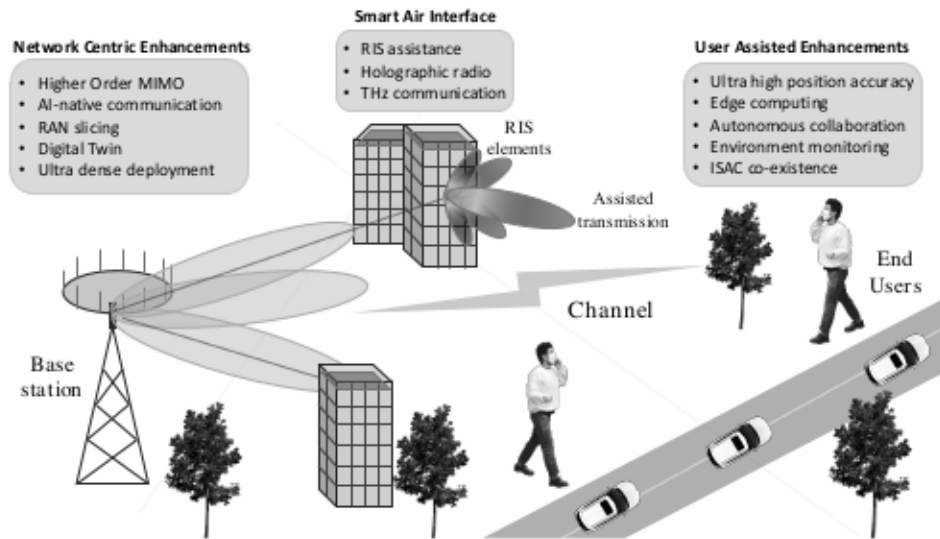 Smart Air Interface
• RIS assistance
• Holographic radio
• THz communication
Network Centric Enhancements
• Higher Order MIMO
• AI-native communication
• RAN slicing
• Digital Twin
• Ultra dense deployment
User Assisted Enhancements
• Ultra high position accuracy
• Edge computing
• Autonomous collaboration
• Environment monitoring
• ISAC co-existence
RIS
elements
Assisted
transmission
End
Users
Channel
Base
station